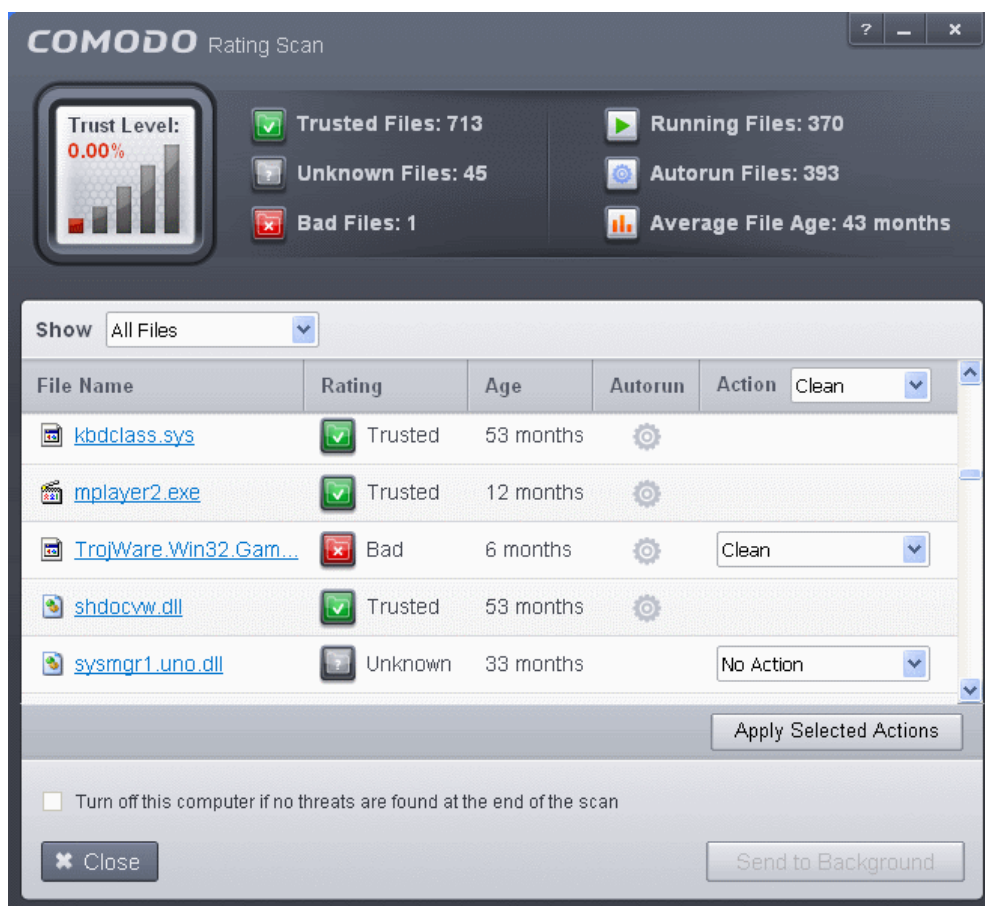 COMODO Rating Scan
? _ x
Trust Level:
0.00%
Trusted Files: 713
Unknown Files: 45
Bad Files: 1
Running Files: 370
Autorun Files: 393
Average File Age: 43 months
Show All Files
File Name Rating Age Autorun Action Clean
kbdclass.sys Trusted 53 months
mplayer2.exe Trusted 12 months
TrojWare.Win32.Gam... Bad 6 months Clean
shdocvw.dll Trusted 53 months
sysmgr1.uno.dll Unknown 33 months No Action
Apply Selected Actions
Turn off this computer if no threats are found at the end of the scan
Close
Send to Background